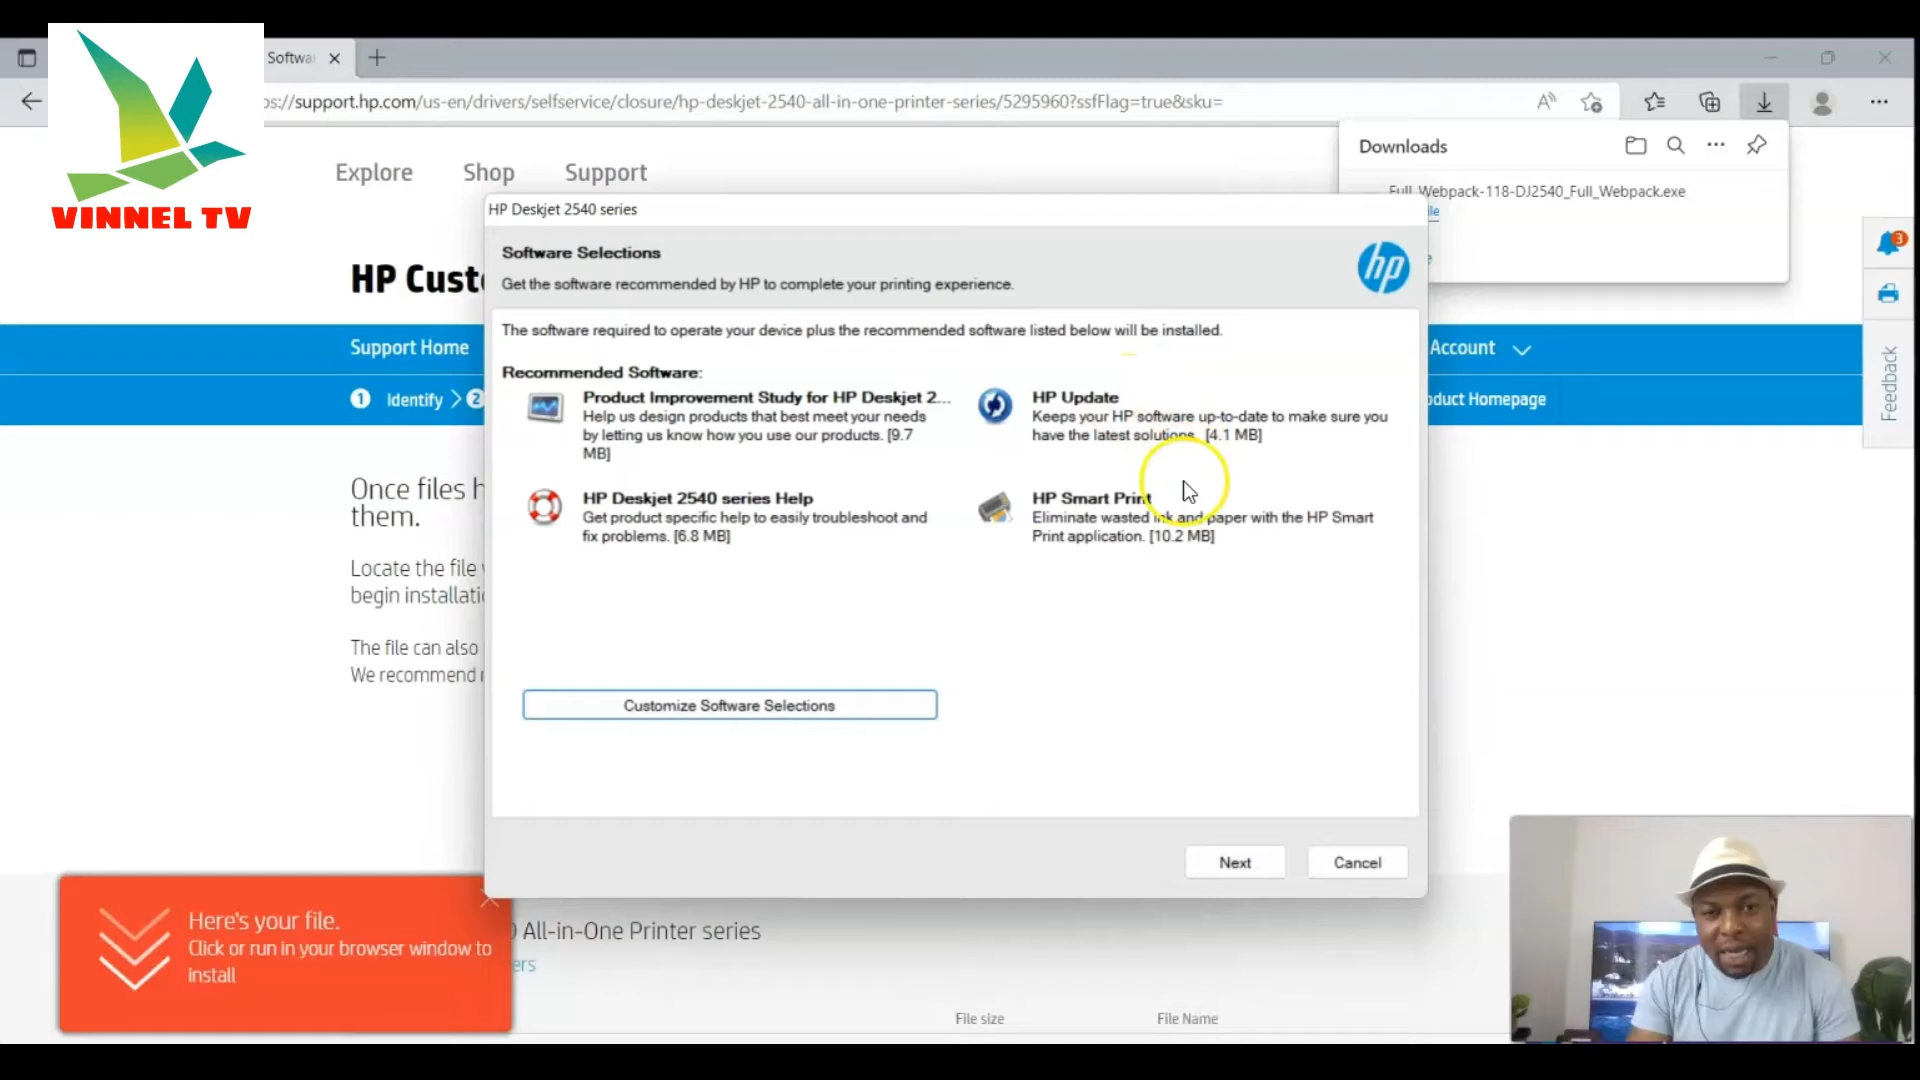 Softwa
ps://support.hp.com/us-en/drivers/selfservice/closure/hp-deskjet-2540-all-in-one-printer-series/5295960?ssfFlag=true&sku=
VINNEL TV
Explore
Shop
Support
Downloads
Full_Webpack-118-DJ2540_Full_Webpack.exe
HP Deskjet 2540 series
Software Selections
Get the software recommended by HP to complete your printing experience.
hp
HP Cust
3
The software required to operate your device plus the recommended software listed below will be installed.
Support Home
Account
Recommended Software:
Product Improvement Study for HP Deskjet 2...
Help us design products that best meet your needs
by letting us know how you use our products. [9.7
MB]
HP Update
Keeps your HP software up-to-date to make sure you
have the latest solutions. [4.1 MB]
1 Identify > 2
oduct Homepage
Feedback
HP Deskjet 2540 series Help
Get product specific help to easily troubleshoot and
fix problems. [6.8 MB]
HP Smart Print
Eliminate wasted ink and paper with the HP Smart
Print application. [10.2 MB]
Once files h
them.
Locate the file
begin installati
The file can also
We recommend
Customize Software Selections
Next
Cancel
Here's your file.
Click or run in your browser window to
install
All-in-One Printer series
ers
File size
File Name